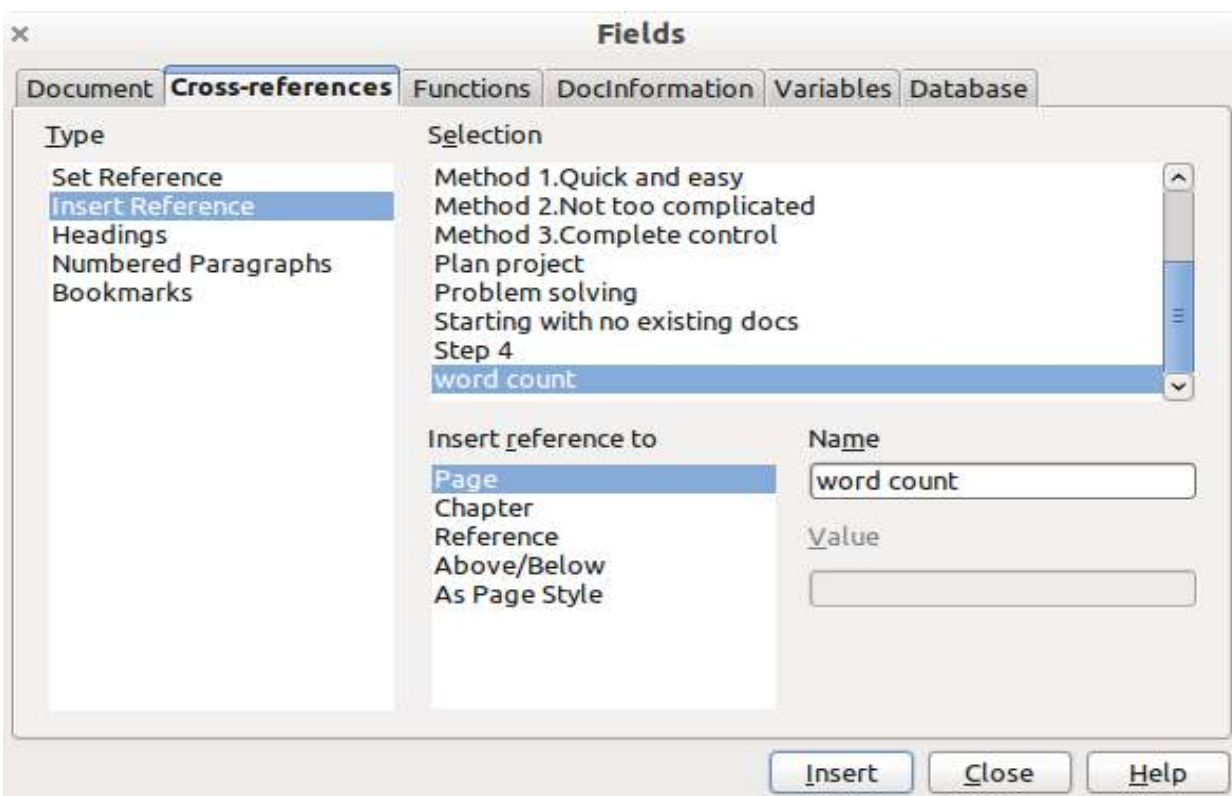 Fields
Document Cross-references Functions DocInformation Variables Database
Type
Set Reference
Insert Reference
Headings
Numbered Paragraphs
Bookmarks
Selection
Method 1.Quick and easy
Method 2.Not too complicated
Method 3.Complete control
Plan project
Problem solving
Starting with no existing docs
Step 4
word count
Insert reference to
Page
Chapter
Reference
Above/Below
As Page Style
Name
word count
Value
Insert Close Help